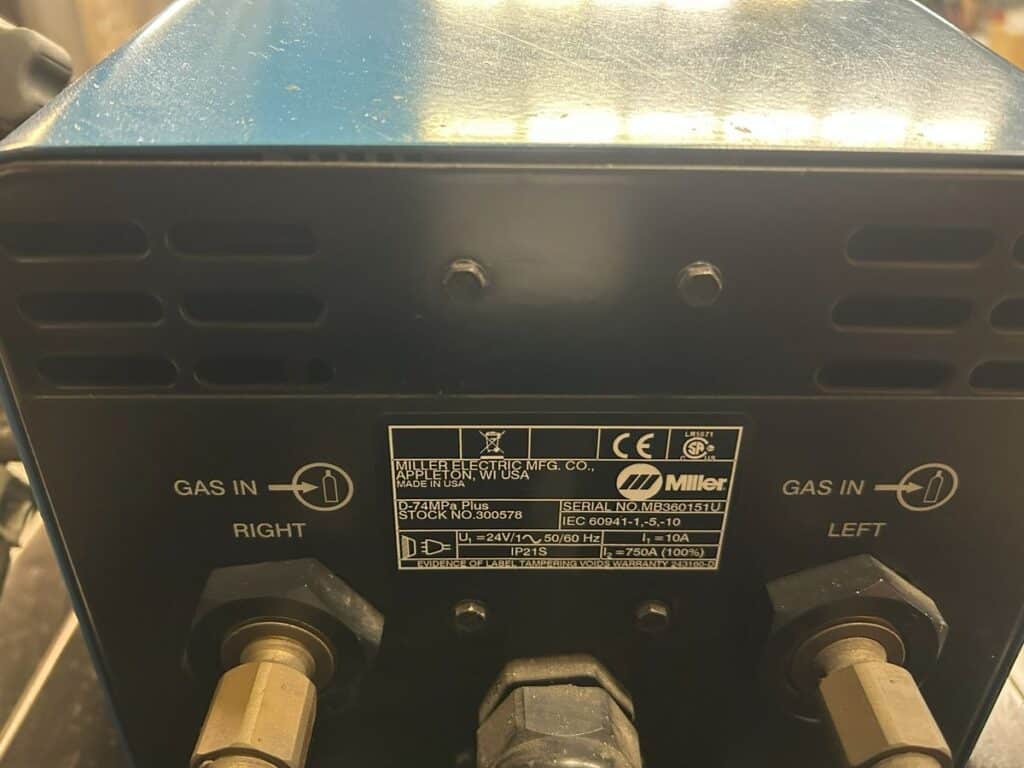 LR5071
CE
SP
MILLER ELECTRIC MFG. CO.,
APPLETON, WI USA
MADE IN USA
Miller
D-74MPa Plus
STOCK NO.300578
SERIAL NO.MB360151U
IEC 60941-1,-5,-10
U₁ =24V/1~ 50/60 Hz
I₁ =10A
IP21S
I₂ =750A (100%)
EVIDENCE OF LABEL TAMPERING VOIDS WARRANTY
GAS IN
RIGHT
GAS IN
LEFT